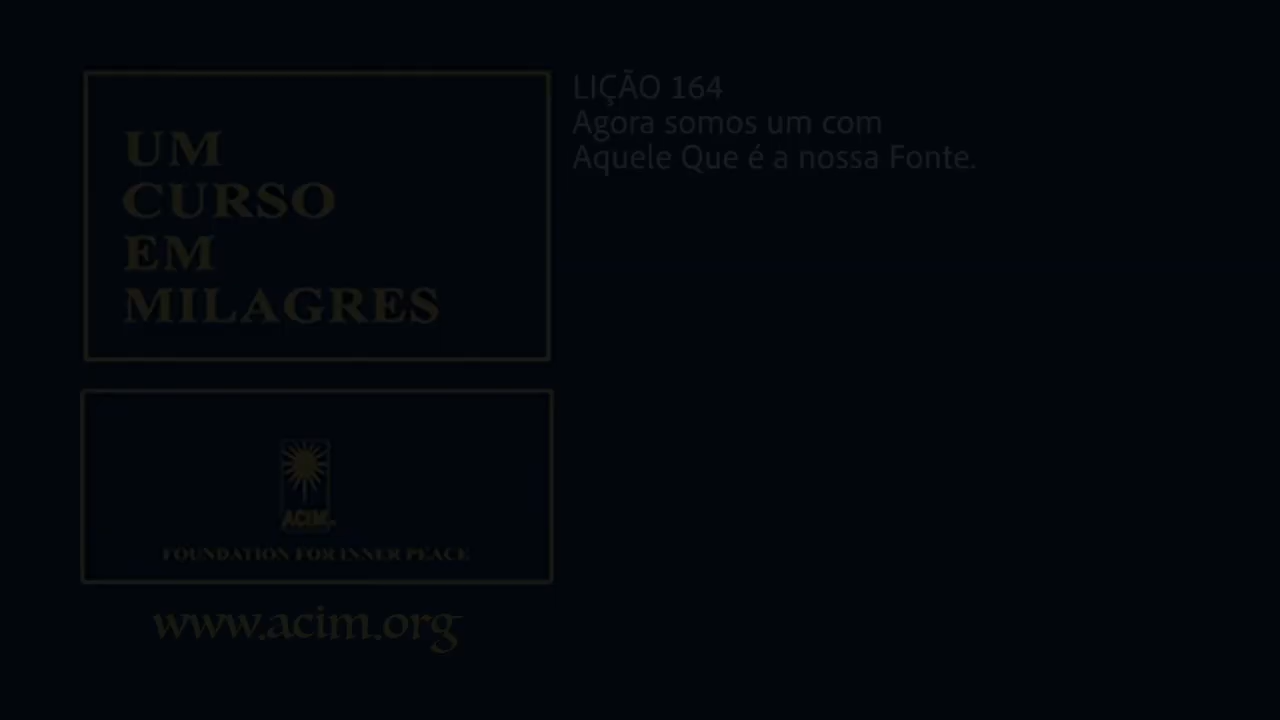 UM
CURSO
EM
MILAGRES
LIÇÃO 164
Agora somos um com
Aquele Que é a nossa Fonte.
ACIM
FOUNDATION FOR INNER PEACE
www.acim.org